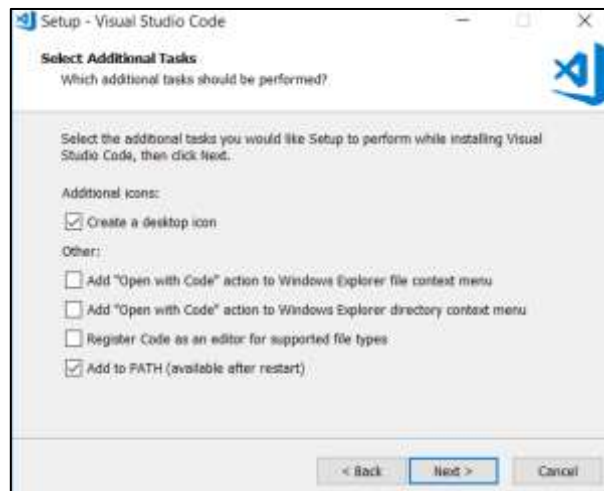 Setup - Visual Studio Code
Select Additional Tasks
Which additional tasks should be performed?
Select the additional tasks you would like Setup to perform while installing Visual
Studio Code, then click Next.
Additional icons:
Create a desktop icon
Other:
Add "Open with Code" action to Windows Explorer file context menu
Add "Open with Code" action to Windows Explorer directory context menu
Register Code as an editor for supported file types
Add to PATH (available after restart)
< Back Next > Cancel